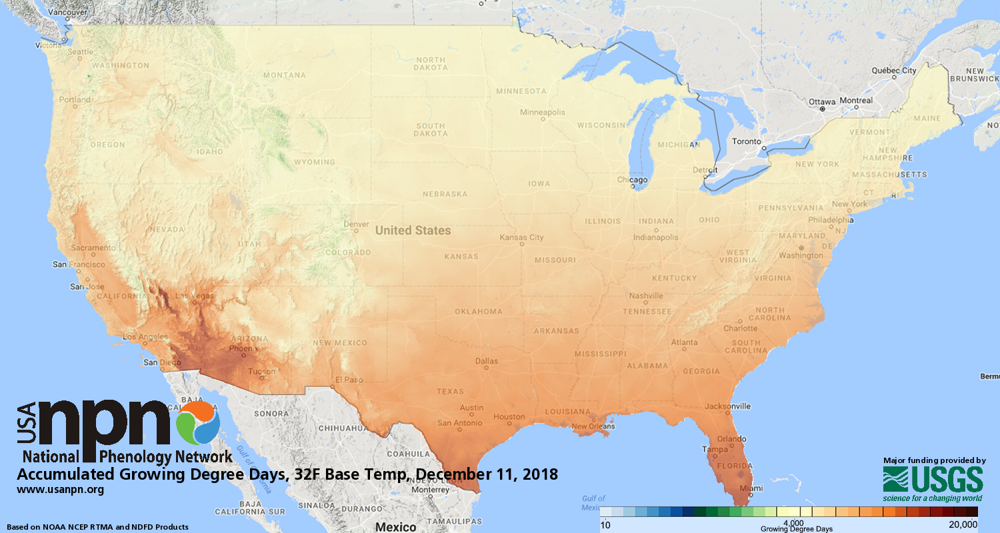 Vancouver
Victoria
Seattle
WASHINGTON
Portland
OREGON
IDAHO
MONTANA
NORTH
DAKOTA
SOUTH
DAKOTA
WYOMING
MINNESOTA
Minneapolis
WISCONSIN
MICHIGAN
Ottawa
Montreal
Québec City
NEW
BRUNSWICK
MAINE
VERMONT
NEW
HAMPSHIRE
MASSACHUSETTS
NEW YORK
Toronto
Detroit
Chicago
CT
RI
New York
PENNSYLVANIA
Philadelphia
NJ
MARYLAND
DE
Washington
IOWA
NEBRASKA
ILLINOIS
INDIANA
OHIO
Indianapolis
NEVADA
UTAH
Denver
COLORADO
United States
Kansas City
KANSAS
MISSOURI
WEST
VIRGINIA
VIRGINIA
KENTUCKY
Sacramento
San Francisco
San Jose
CALIFORNIA
Las Vegas
Nashville
TENNESSEE
NORTH
CAROLINA
Charlotte
OKLAHOMA
ARKANSAS
Los Angeles
ARIZONA
Phoenix
NEW MEXICO
San Diego
Tucson
Dallas
MISSISSIPPI
Atlanta
SOUTH
CAROLINA
ALABAMA
GEORGIA
El Paso
TEXAS
Austin
Houston
San Antonio
LOUISIANA
New Orleans
Jacksonville
Orlando
Tampa
FLORIDA
Miami
BAJA
SONORA
CHIHUAHUA
COAHUILA
NUEVO LEON
Monterrey
Gulf of
California
BAJA
CALIFORNIA SUR
SINALOA
DURANGO
TAMAULIPAS
Mexico
Gulf of
Mexico
USA
npn
National Phenology Network
Accumulated Growing Degree Days, 32F Base Temp, December 11, 2018
www.usanpn.org
Based on NOAA NCEP RTMA and NDFD Products
Major funding provided by
USGS
science for a changing world
10
4,000
20,000
Growing Degree Days